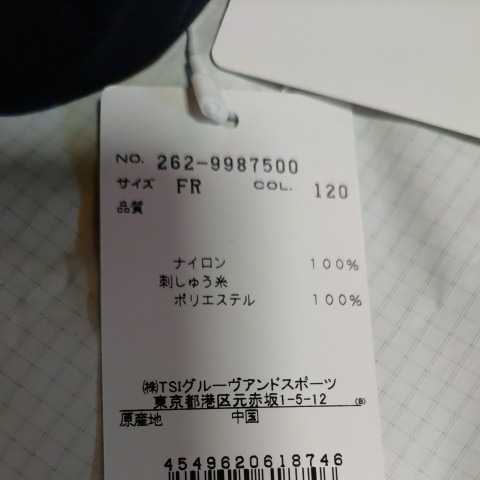 NO. 262-9987500
サイズ FR COL. 120
品質
ナイロン 100%
刺しゅう糸
ポリエステル 100%
㈱TSIグルーヴアンドスポーツ
東京都港区元赤坂1-5-12 (B)
原産地 中国
4549620618746